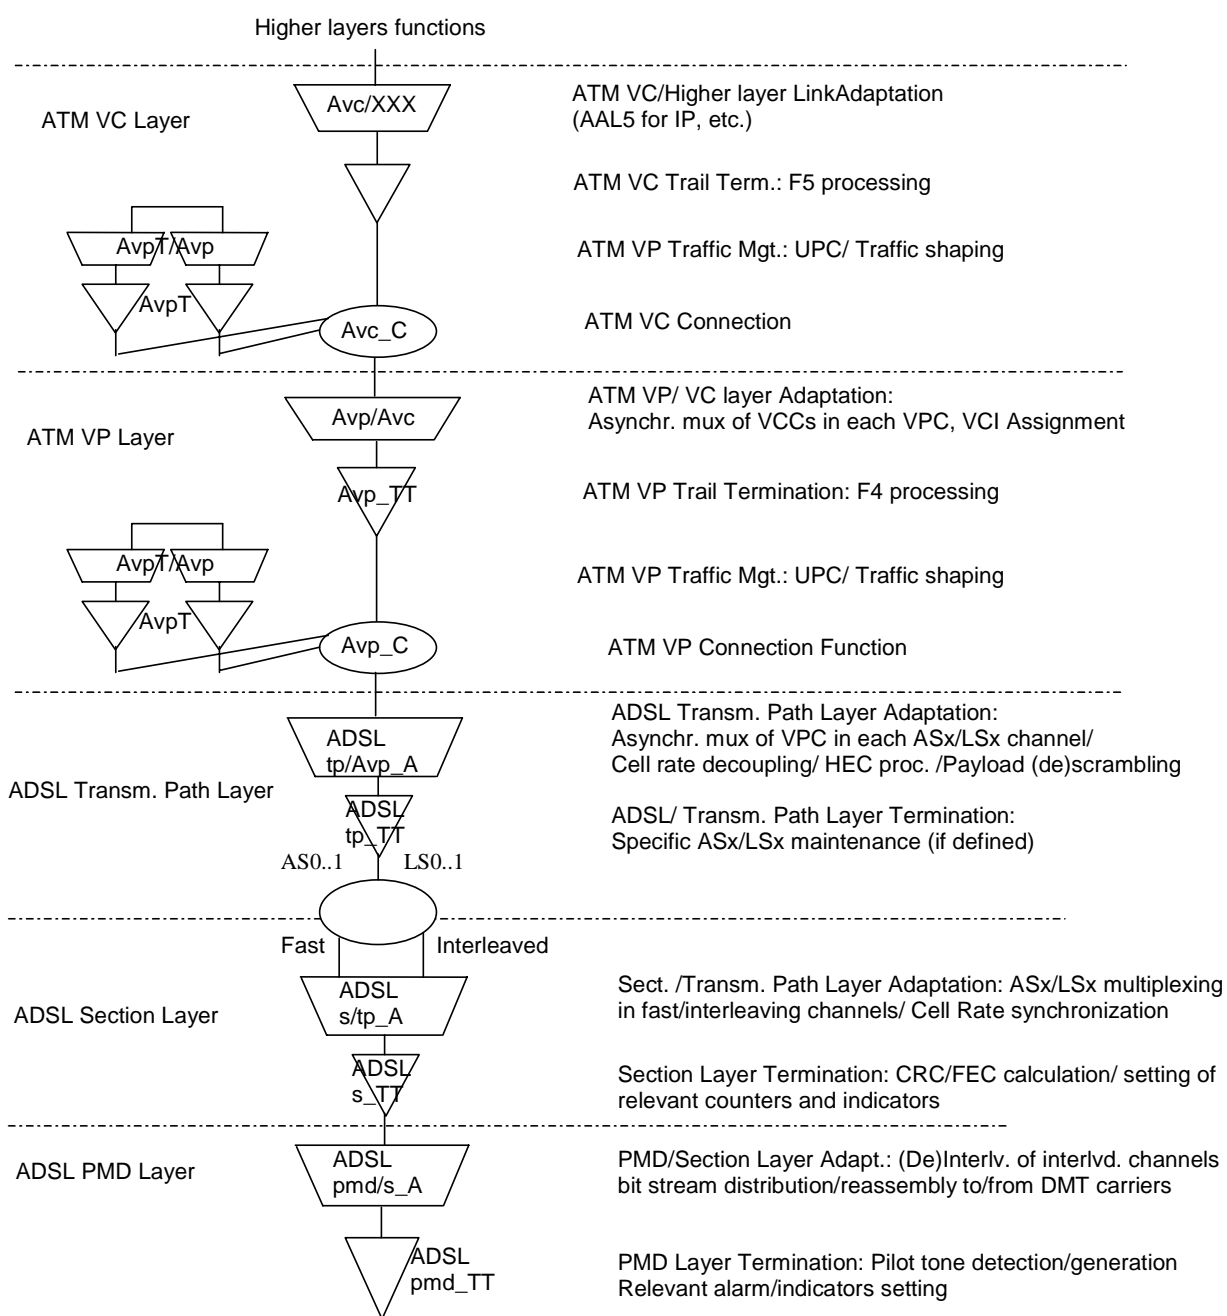 Higher layers functions
Avc/XXX
ATM VC/Higher layer LinkAdaptation
(AAL5 for IP, etc.)
ATM VC Layer
ATM VC Trail Term.: F5 processing
AvpT/Avp
ATM VP Traffic Mgt.: UPC/ Traffic shaping
AvpT
Avc_C
ATM VC Connection
Avp/Avc
ATM VP/ VC layer Adaptation:
Asynchr. mux of VCCs in each VPC, VCI Assignment
ATM VP Layer
Avp_TT
ATM VP Trail Termination: F4 processing
AvpT/Avp
ATM VP Traffic Mgt.: UPC/ Traffic shaping
AvpT
Avp_C
ATM VP Connection Function
ADSL
tp/Avp_A
ADSL Transm. Path Layer Adaptation:
Asynchr. mux of VPC in each ASx/LSx channel/
Cell rate decoupling/ HEC proc. /Payload (de)scrambling
ADSL Transm. Path Layer
ADSL
tp_TT
ADSL/ Transm. Path Layer Termination:
Specific ASx/LSx maintenance (if defined)
AS0..1
LS0..1
Fast
Interleaved
ADSL
s/tp_A
Sect. /Transm. Path Layer Adaptation: ASx/LSx multiplexing
in fast/interleaving channels/ Cell Rate synchronization
ADSL Section Layer
ADSL
s_TT
Section Layer Termination: CRC/FEC calculation/ setting of
relevant counters and indicators
ADSL PMD Layer
ADSL
pmd/s_A
PMD/Section Layer Adapt.: (De)Interlv. of interlvd. channels
bit stream distribution/reassembly to/from DMT carriers
ADSL
pmd_TT
PMD Layer Termination: Pilot tone detection/generation
Relevant alarm/indicators setting